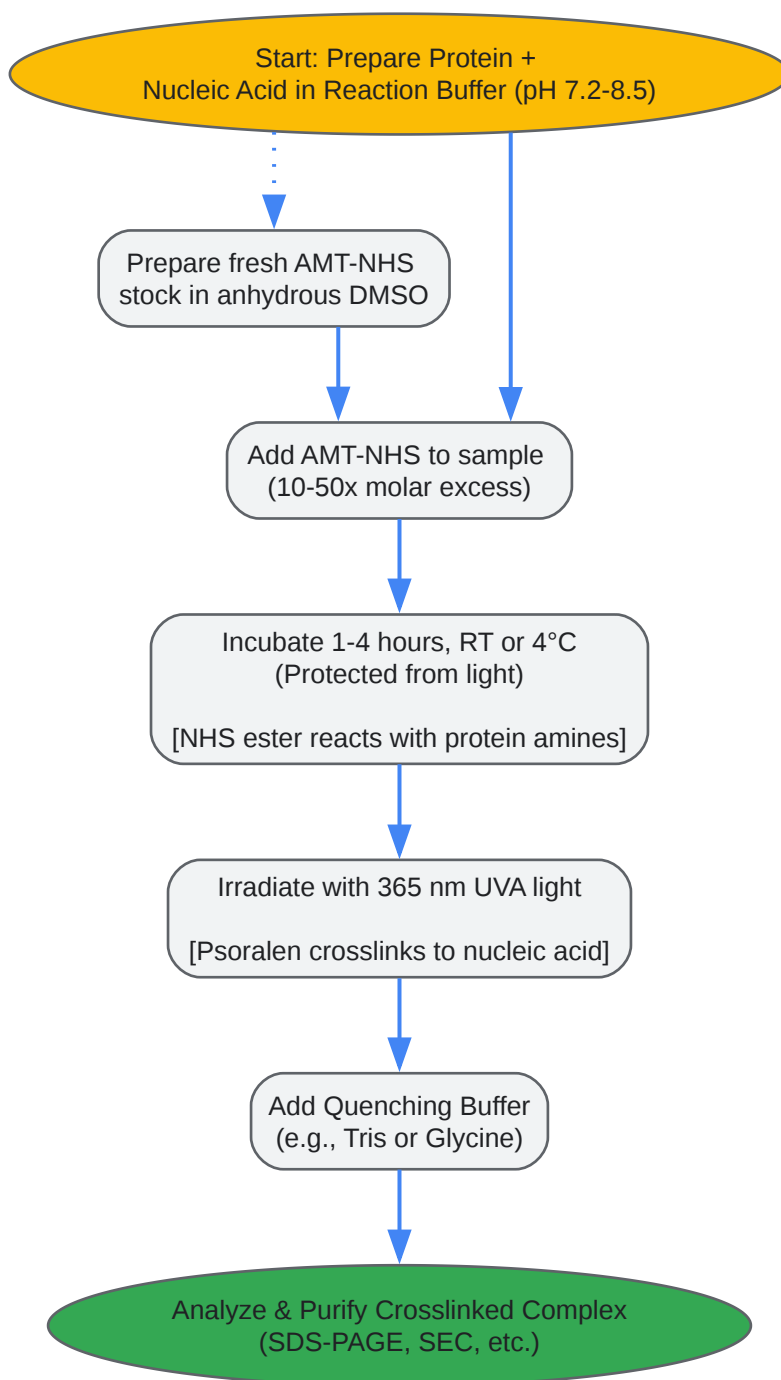 Start: Prepare Protein +
Nucleic Acid in Reaction Buffer (pH 7.2-8.5)
Prepare fresh AMT-NHS
stock in anhydrous DMSO
Add AMT-NHS to sample
(10-50x molar excess)
Incubate 1-4 hours, RT or 4°C
(Protected from light)
[NHS ester reacts with protein amines]
Irradiate with 365 nm UVA light
[Psoralen crosslinks to nucleic acid]
Add Quenching Buffer
(e.g., Tris or Glycine)
Analyze & Purify Crosslinked Complex
(SDS-PAGE, SEC, etc.)